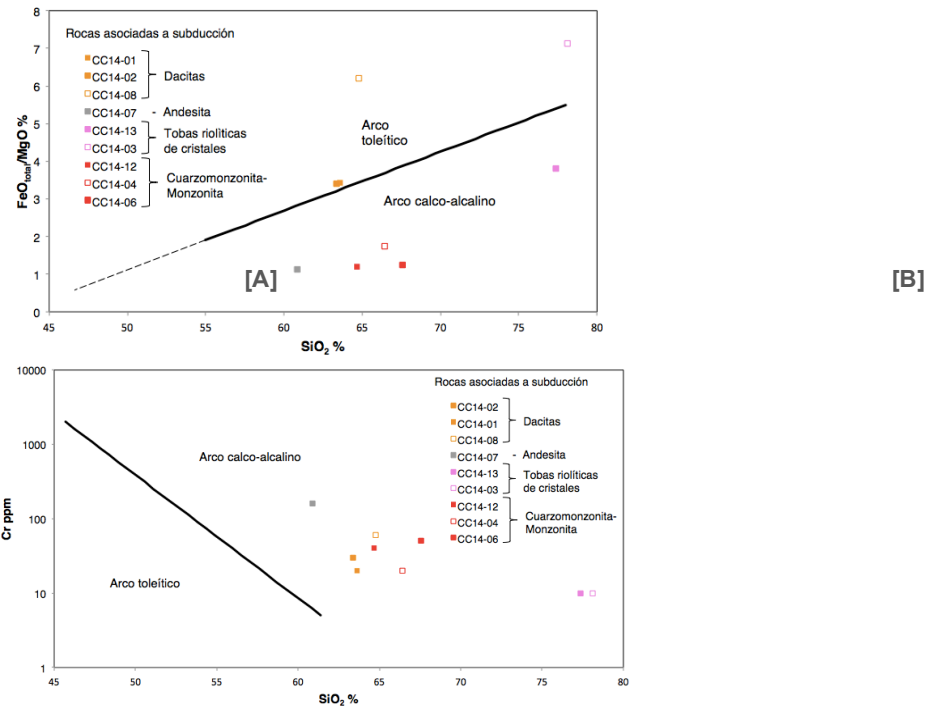 8
7
6
5
4
3
2
1
0
FeOtotal/MgO %
Rocas asociadas a subducción
CC14-01
CC14-02
CC14-08
Dacitas
CC14-07 - Andesita
CC14-13
CC14-03
Tobas riolíticas
de cristales
CC14-12
CC14-04
CC14-06
Cuarzomonzonita-
Monzonita
Arco
toleítico
Arco calco-alcalino
[A]
[B]
45 50 55 60 65 70 75 80
SiO2 %
10000
1000
100
10
1
Cr ppm
Rocas asociadas a subducción
CC14-02
CC14-01
CC14-08
Dacitas
CC14-07 - Andesita
CC14-13
CC14-03
Tobas riolíticas
de cristales
CC14-12
CC14-04
CC14-06
Cuarzomonzonita-
Monzonita
Arco calco-alcalino
Arco toleítico
45 50 55 60 65 70 75 80
SiO2 %